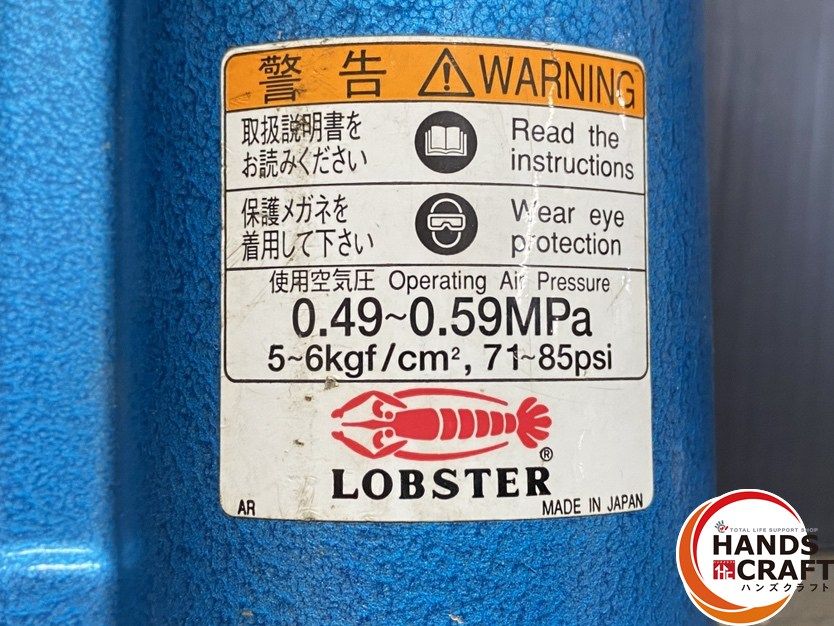 警告 WARNING
取扱説明書を
お読みください
Read the
instructions
保護メガネを
着用して下さい
Wear eye
protection
使用空気圧 Operating Air Pressure
0.49~0.59MPa
5~6kgf/cm², 71~85psi
LOBSTER®
AR
MADE IN JAPAN
TOTAL LIFE SUPPORT SHOP
HANDS
CRAFT
ハンズクラフト